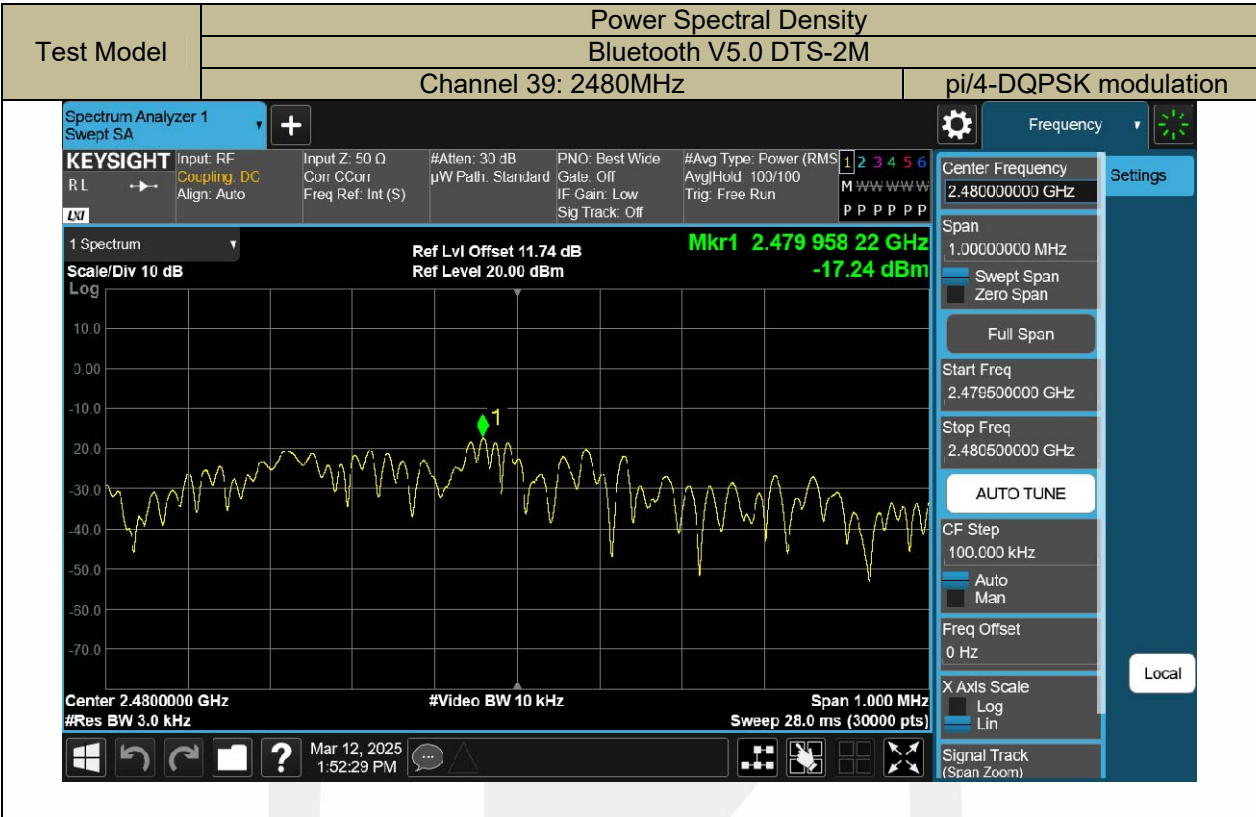 Test Model
Power Spectral Density
Bluetooth V5.0 DTS-2M
Channel 39: 2480MHz pi/4-DQPSK modulation
Spectrum Analyzer 1
Swept SA
+
Frequency
KEYSIGHT
R L
LXI
Input: RF
Coupling: DC
Align: Auto
Input Z: 50 Ω
Corr CCorr
Freq Ref: Int (S)
#Atten: 30 dB
µW Path: Standard
PNO: Best Wide
Gate: Off
IF Gain: Low
Sig Track: Off
#Avg Type: Power (RMS
Avg|Hold: 100/100
Trig: Free Run
1 2 3 4 5 6
M W W W W W
P P P P P P
1 Spectrum
Scale/Div 10 dB
Log
Ref Lvl Offset 11.74 dB
Ref Level 20.00 dBm
Mkr1 2.479 958 22 GHz
-17.24 dBm
10.0
0.00
-10.0
20.0
-30.0
-40.0
-50.0
-60.0
-70.0
1
Center 2.4800000 GHz
#Res BW 3.0 kHz
#Video BW 10 kHz
Span 1.000 MHz
Sweep 28.0 ms (30000 pts)
Mar 12, 2025
1:52:29 PM
?
Center Frequency
2.480000000 GHz
Settings
Span
1.00000000 MHz
Swept Span
Zero Span
Full Span
Start Freq
2.479500000 GHz
Stop Freq
2.480500000 GHz
AUTO TUNE
CF Step
100.000 kHz
Auto
Man
Freq Offset
0 Hz
Local
X Axis Scale
Log
Lin
Signal Track
(Span Zoom)